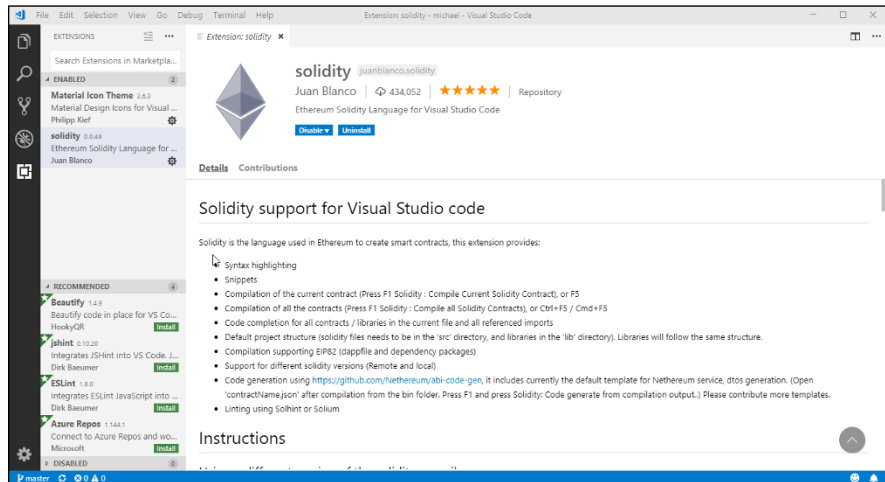 File Edit Selection View Go Debug Terminal Help
Extension: solidity - michael - Visual Studio Code
EXTENSIONS
Search Extensions in Marketpla...
ENABLED 2
Material Icon Theme 3.6.3
Material Design Icons for Visual ...
Philipp Kief
solidity 0.0.49
Ethereum Solidity Language for ...
Juan Blanco
RECOMMENDED 4
Beautify 1.4.9
Beautify code in place for VS Co...
HookyQR Install
jshint 0.10.20
Integrates JSHint into VS Code. J...
Dirk Baeumer Install
ESLint 1.8.0
Integrates ESLint JavaScript into ...
Dirk Baeumer Install
Azure Repos 1.144.1
Connect to Azure Repos and wo...
Microsoft Install
DISABLED 0
Extension: solidity
solidity juanblanco.solidity
Juan Blanco 434,052 Repository
Ethereum Solidity Language for Visual Studio Code
Disable Uninstall
Details Contributions
Solidity support for Visual Studio code
Solidity is the language used in Ethereum to create smart contracts, this extension provides:
Syntax highlighting
Snippets
Compilation of the current contract (Press F1 Solidity : Compile Current Solidity Contract), or F5
Compilation of all the contracts (Press F1 Solidity : Compile all Solidity Contracts), or Ctrl+F5 / Cmd+F5
Code completion for all contracts / libraries in the current file and all referenced imports
Default project structure (solidity files needs to be in the 'src' directory, and libraries in the 'lib' directory). Libraries will follow the same structure.
Compilation supporting EIP82 (dappfile and dependency packages)
Support for different solidity versions (Remote and local)
Code generation using https://github.com/Nethereum/abi-code-gen, it includes currently the default template for Nethereum service, dtos generation. (Open
'contractName.json' after compilation from the bin folder. Press F1 and press Solidity: Code generate from compilation output..) Please contribute more templates.
Linting using Solhint or Solium
Instructions
master 0 0